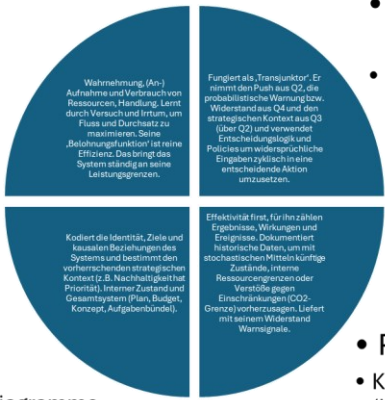 Wahrnehmung, (An-)
Aufnahme und Verbrauch von
Ressourcen, Handlung. Lernt
durch Versuch und Irrtum, um
Fluss und Durchsatz zu
maximieren. Seine
‚Belohnungsfunktion' ist reine
Effizienz. Das bringt das
System ständig an seine
Leistungsgrenzen.
Fungiert als ‚Transjunktor'. Er
nimmt den Push aus Q2, die
probabilistische Warnung bzw.
Widerstand aus Q4 und den
strategischen Kontext aus Q3
(über Q2) und verwendet
Entscheidungslogik und
Policies um widersprüchliche
Eingaben zyklisch in eine
entscheidende Aktion
umzusetzen.
Kodiert die Identität, Ziele und
kausalen Beziehungen des
Systems und bestimmt den
vorherrschenden strategischen
Kontext (z.B. Nachhaltigkeit hat
Priorität). Interner Zustand und
Gesamtsystem (Plan, Budget,
Konzept, Aufgabenbündel).
Effektivität first, für ihn zählen
Ergebnisse, Wirkungen und
Ereignisse. Dokumentiert
historische Daten, um mit
stochastischen Mitteln künftige
Zustände, interne
Ressourcengrenzen oder
Verstöße gegen
Einschränkungen (CO2-
Grenze) vorherzusagen. Liefert
mit seinem Widerstand
Warnsignale.